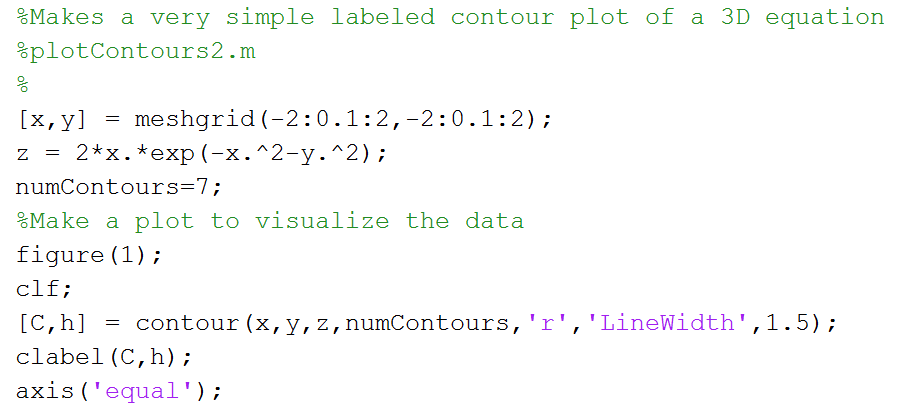 %Makes a very simple labeled contour plot of a 3D equation
%plotContours2.m
%
[x,y] = meshgrid(-2:0.1:2,-2:0.1:2);
z = 2*x.*exp(-x.^2-y.^2);
numContours=7;
%Make a plot to visualize the data
figure(1);
clf;
[C,h] = contour(x,y,z,numContours,'r','LineWidth',1.5);
clabel(C,h);
axis('equal');